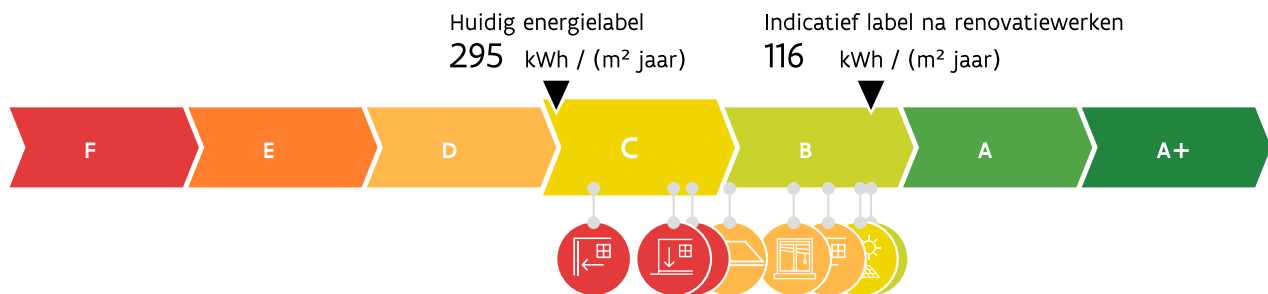 Huidig energielabel
295 kWh / (m² jaar)
Indicatief label na renovatiewerken
116 kWh / (m² jaar)
F E D C B A A+